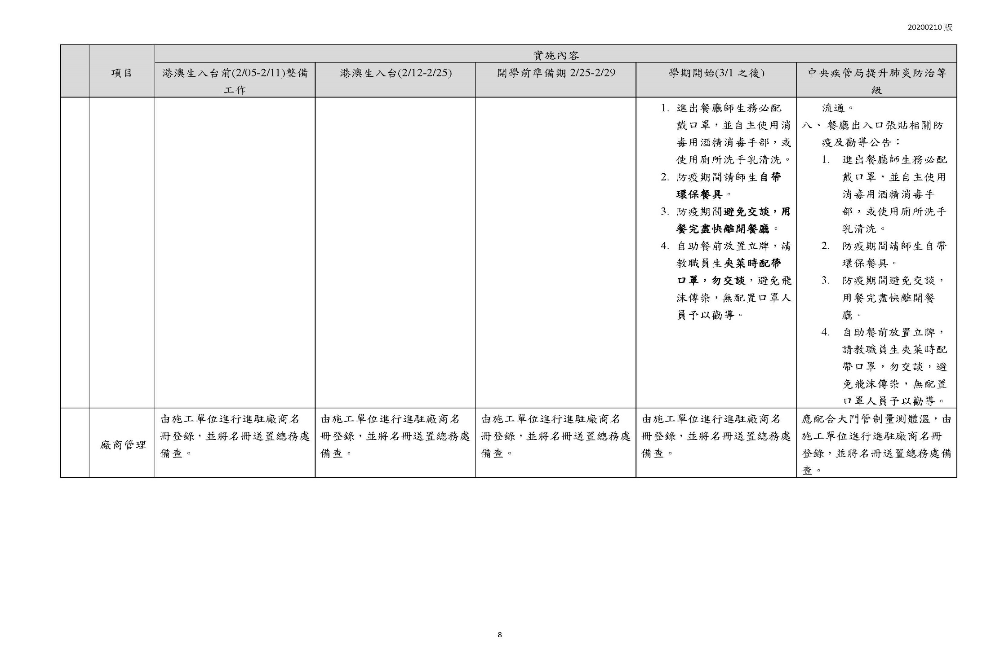 20200210 版
實施內容
項目
港澳生入台前(2/05-2/11)整備
工作
港澳生入台(2/12-2/25)
開學前準備期 2/25-2/29
學期開始(3/1 之後)
中央疾管局提升肺炎防治等
級
1. 進出餐廳師生務必配
戴口罩，並自主使用消
毒用酒精消毒手部，或
使用廁所洗手乳清洗。
2. 防疫期間請師生自帶
環保餐具。
3. 防疫期間避免交談，用
餐完盡快離開餐廳。
4. 自助餐前放置立牌，請
教職員生夾菜時配帶
口罩，勿交談，避免飛
沫傳染，無配置口罩人
員予以勸導。
流通。
八、餐廳出入口張貼相關防
疫及勸導公告：
1. 進出餐廳師生務必配
戴口罩，並自主使用
消毒用酒精消毒手
部，或使用廁所洗手
乳清洗。
2. 防疫期間請師生自帶
環保餐具。
3. 防疫期間避免交談，
用餐完盡快離開餐
廳。
4. 自助餐前放置立牌，
請教職員生夾菜時配
帶口罩，勿交談，避
免飛沫傳染，無配置
口罩人員予以勸導。
廠商管理
由施工單位進行進駐廠商名
冊登錄，並將名冊送置總務處
備查。
由施工單位進行進駐廠商名
冊登錄，並將名冊送置總務處
備查。
由施工單位進行進駐廠商名
冊登錄，並將名冊送置總務處
備查。
由施工單位進行進駐廠商名
冊登錄，並將名冊送置總務處
備查。
應配合大門管制量測體溫，由
施工單位進行進駐廠商名冊
登錄，並將名冊送置總務處備
查。
8